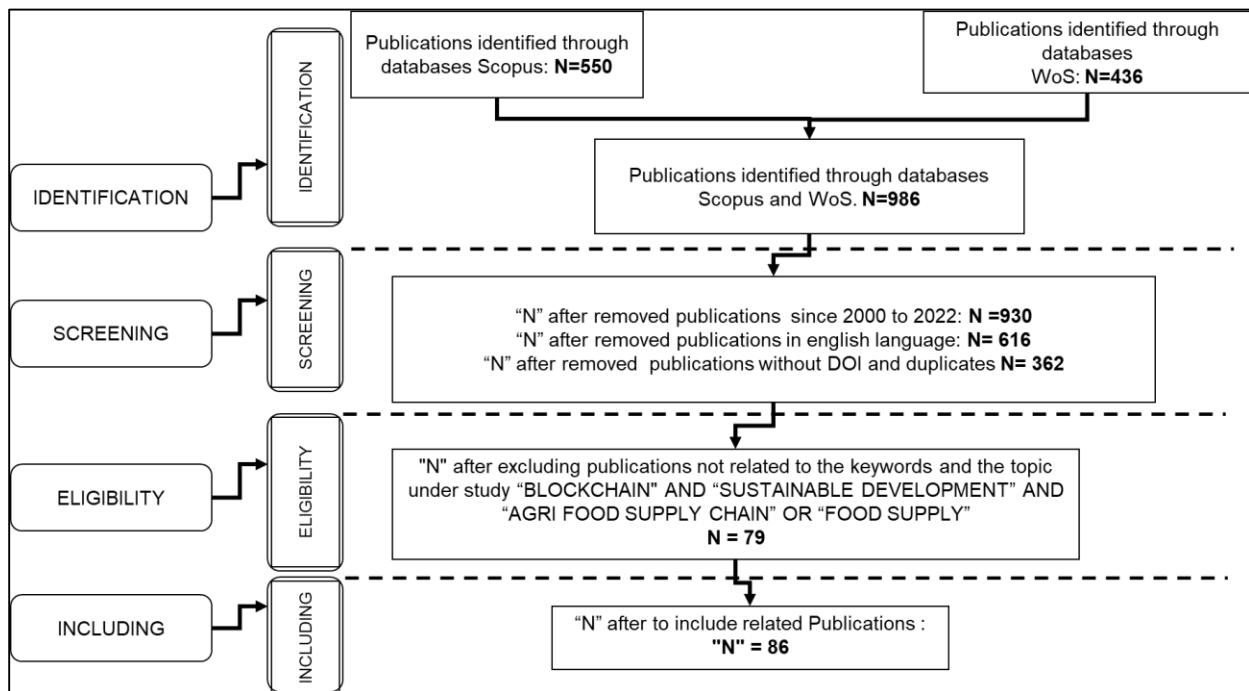 Publications identified through
databases Scopus: N=550
Publications identified through
databases
WoS: N=436
IDENTIFICATION
IDENTIFICATION
Publications identified through databases
Scopus and WoS. N=986
SCREENING
SCREENING
“N” after removed publications since 2000 to 2022: N =930
“N” after removed publications in english language: N= 616
“N” after removed publications without DOI and duplicates N= 362
ELIGIBILITY
ELIGIBILITY
"N" after excluding publications not related to the keywords and the topic
under study “BLOCKCHAIN" AND “SUSTAINABLE DEVELOPMENT” AND
“AGRI FOOD SUPPLY CHAIN” OR “FOOD SUPPLY”
N = 79
INCLUDING
INCLUDING
“N” after to include related Publications :
"N" = 86